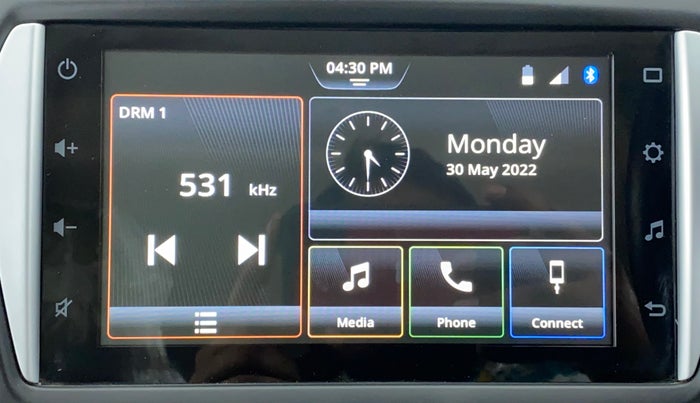 04:30 PM
DRM 1
531 kHz
Monday
30 May 2022
Media
Phone
Connect